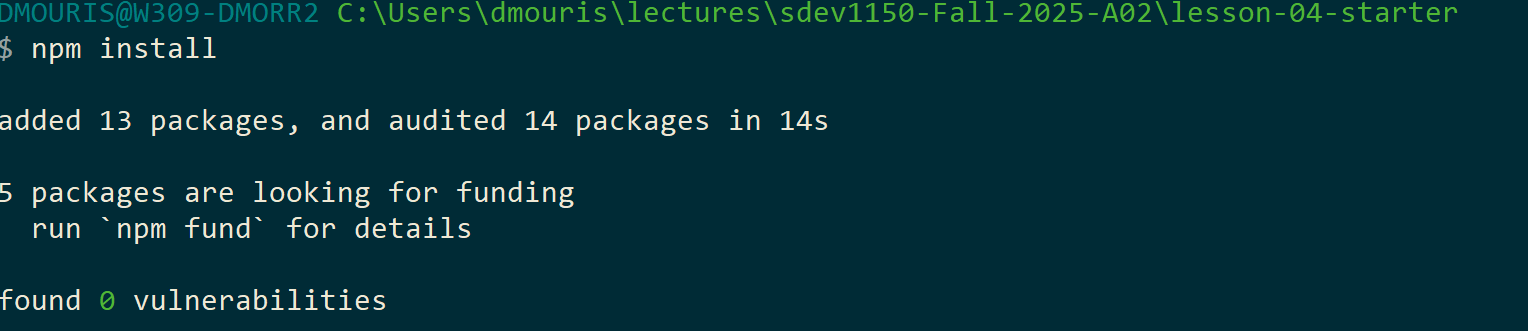 DMOURIS@W309-DMORR2 C:\Users\dmouris\lectures\sdev1150-Fall-2025-A02\lesson-04-starter
$ npm install
added 13 packages, and audited 14 packages in 14s
5 packages are looking for funding
  run `npm fund` for details
found 0 vulnerabilities